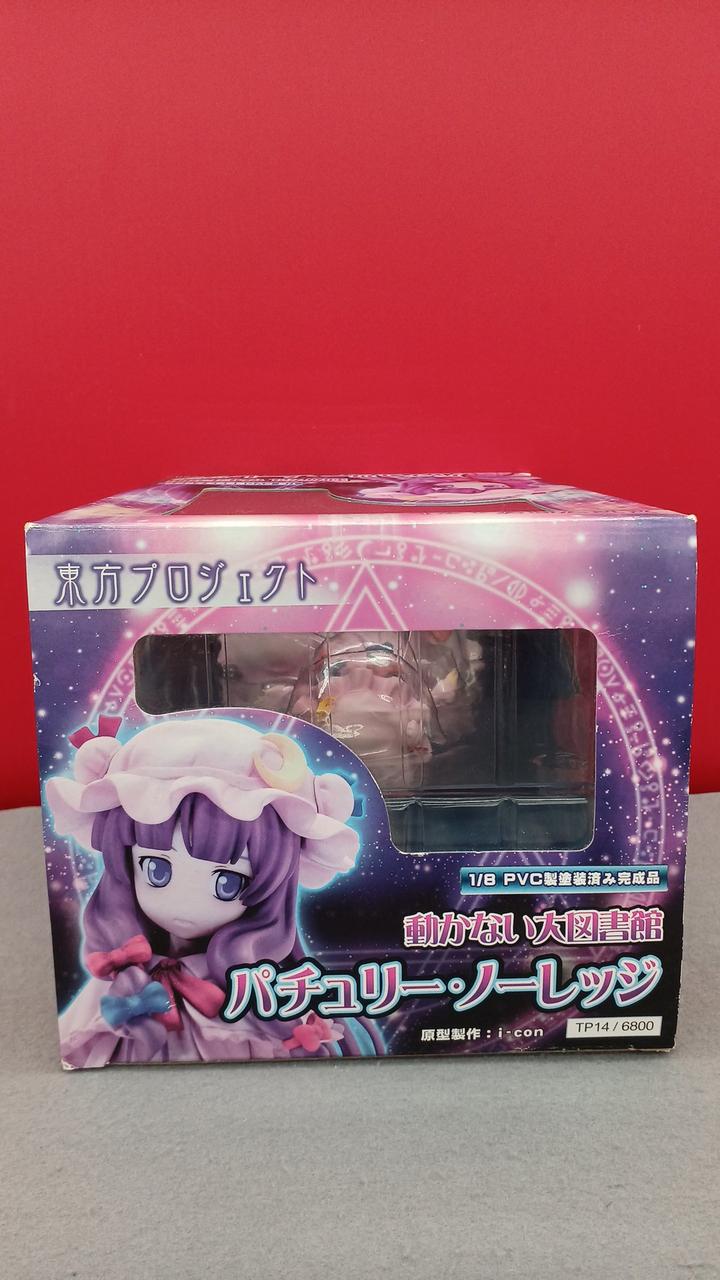 東方プロジェクト
1/8 PVC製塗装済み完成品
動かない大図書館
パチュリー・ノーレッジ
原型製作：i-con
TP14 / 6800